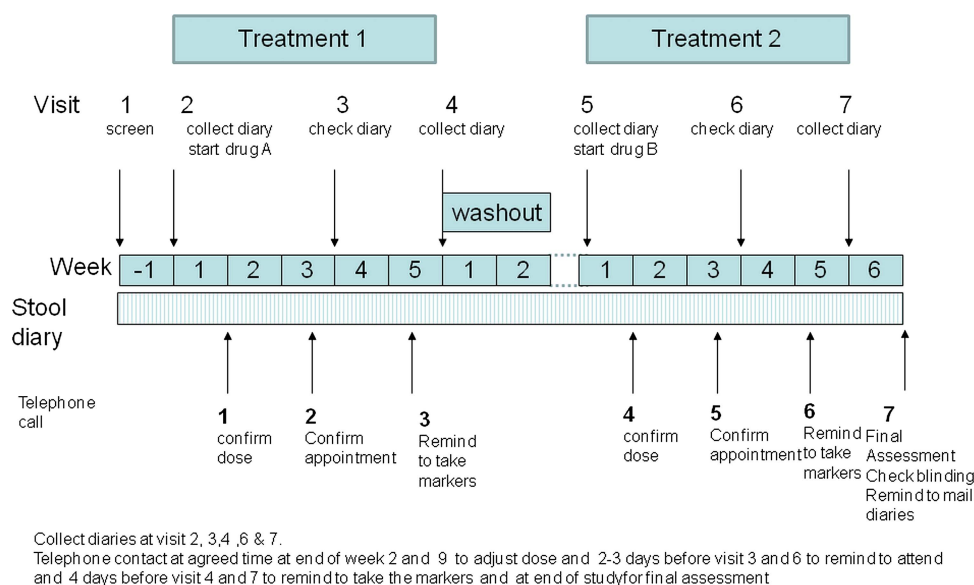 Treatment 1 Treatment 2
Visit 1 2 3 4 5 6 7
screen collect diary check diary collect diary collect diary check diary collect diary
start drug A start drug B
washout
Week -1 1 2 3 4 5 1 2 1 2 3 4 5 6
Stool
diary
Telephone
call
1
confirm
dose
2
Confirm
appointment
3
Remind
to take
markers
4
confirm
dose
5
Confirm
appointment
6
Remind
to take
markers
7
Final
Assessment
Check blinding
Remind to mail
diaries
Collect diaries at visit 2, 3,4 ,6 & 7.
Telephone contact at agreed time at end of week 2 and 9 to adjust dose and 2-3 days before visit 3 and 6 to remind to attend
and 4 days before visit 4 and 7 to remind to take the markers and at end of studyfor final assessment